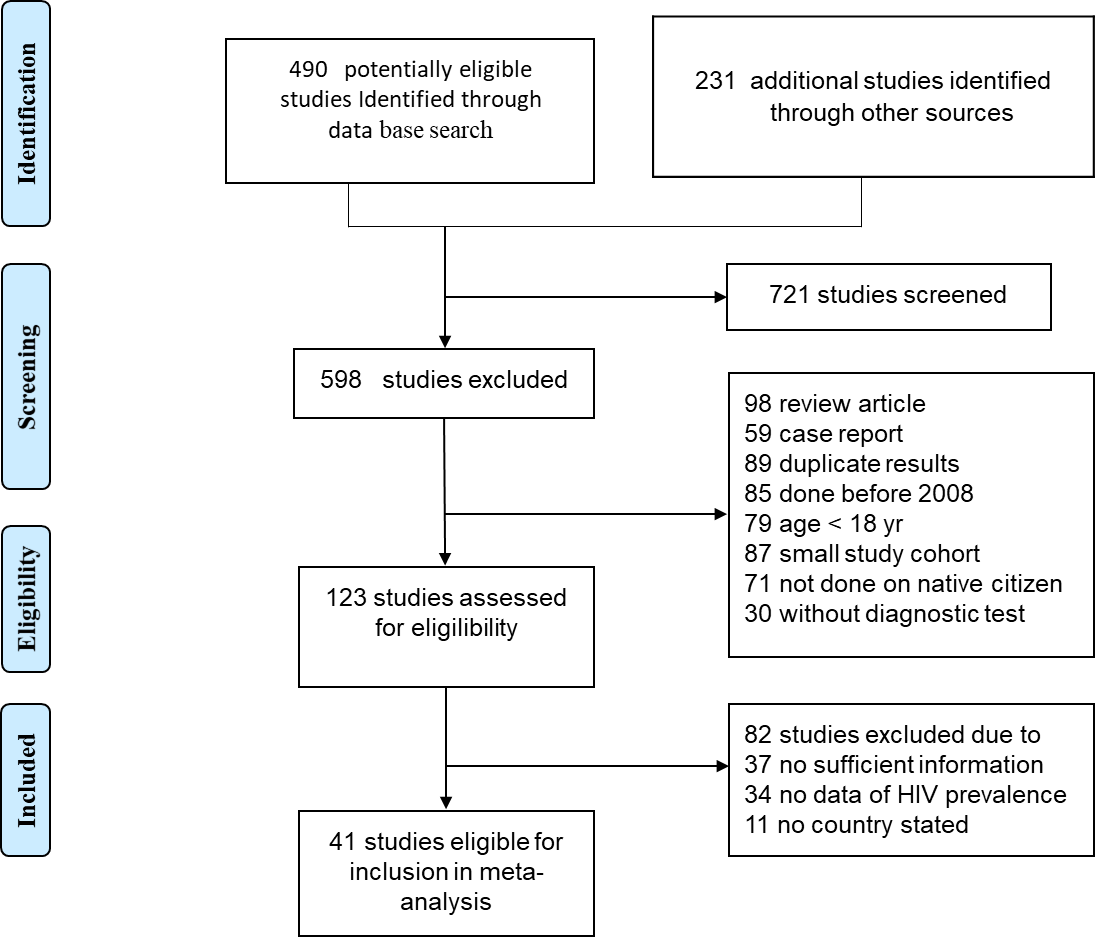 Identification
490 potentially eligible
studies Identified through
data base search
231 additional studies identified
through other sources
Screening
721 studies screened
598 studies excluded
98 review article
59 case report
89 duplicate results
85 done before 2008
79 age < 18 yr
87 small study cohort
71 not done on native citizen
30 without diagnostic test
Eligibility
123 studies assessed
for eligilibility
Included
82 studies excluded due to
37 no sufficient information
34 no data of HIV prevalence
11 no country stated
41 studies eligible for
inclusion in meta-
analysis